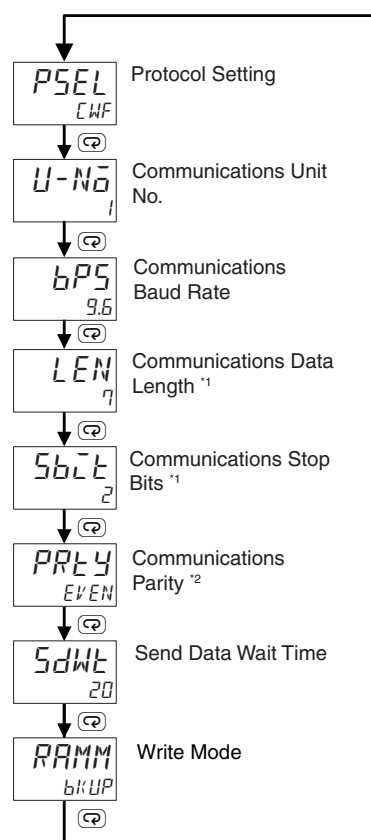 PSEL
CWF
Protocol Setting
U-No
1
Communications Unit
No.
bPS
9.6
Communications
Baud Rate
LEN
7
Communications Data
Length *1
SbIt
2
Communications Stop
Bits *1
PRtY
EVEN
Communications
Parity *2
SdWt
20
Send Data Wait Time
RAMM
bKUP
Write Mode